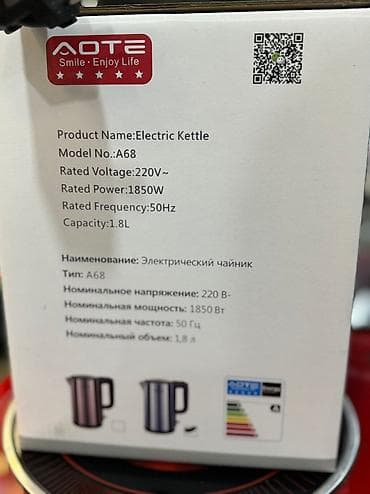 AOTE
Smile · Enjoy Life
Product Name:Electric Kettle
Model No.:A68
Rated Voltage:220V~
Rated Power:1850W
Rated Frequency:50Hz
Capacity:1.8L
Наименование: Электрический чайник
Тип: A68
Номинальное напряжение: 220 В-
Номинальная мощность: 1850 Вт
Номинальная частота: 50 Гц
Номинальный объем: 1,8 л
AOTE